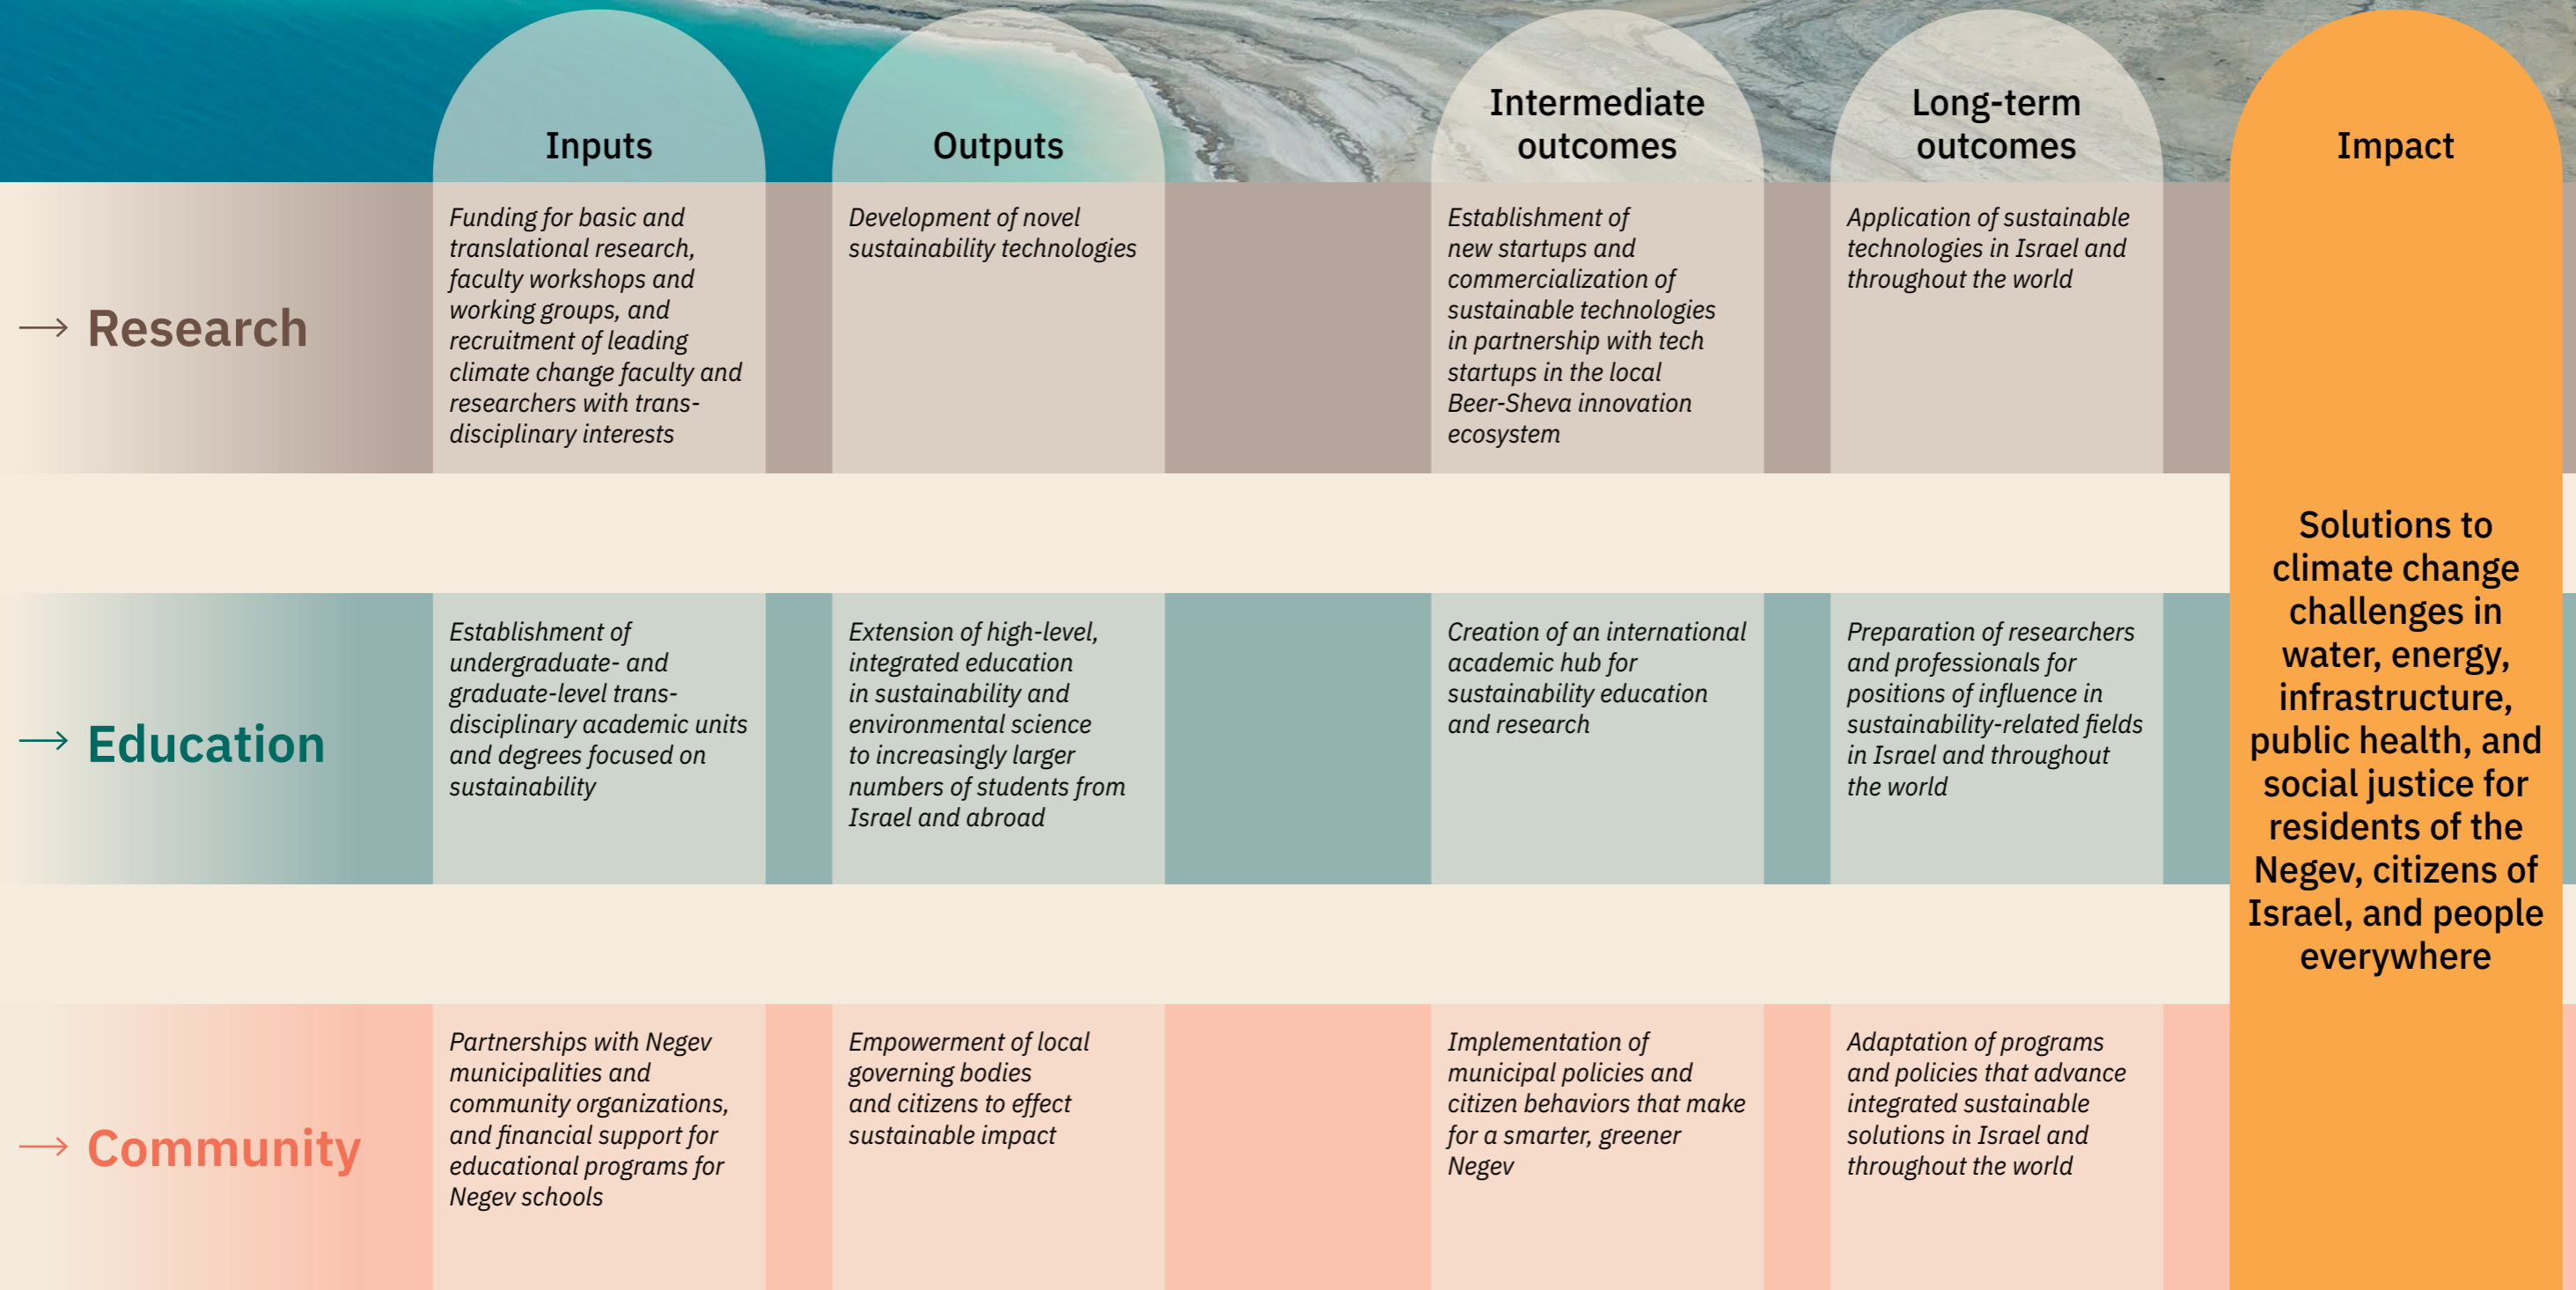 Inputs
Outputs
Intermediate
outcomes
Long-term
outcomes
Impact
→ Research
Funding for basic and
translational research,
faculty workshops and
working groups, and
recruitment of leading
climate change faculty and
researchers with trans-
disciplinary interests
Development of novel
sustainability technologies
Establishment of
new startups and
commercialization of
sustainable technologies
in partnership with tech
startups in the local
Beer-Sheva innovation
ecosystem
Application of sustainable
technologies in Israel and
throughout the world
→ Education
Establishment of
undergraduate- and
graduate-level trans-
disciplinary academic units
and degrees focused on
sustainability
Extension of high-level,
integrated education
in sustainability and
environmental science
to increasingly larger
numbers of students from
Israel and abroad
Creation of an international
academic hub for
sustainability education
and research
Preparation of researchers
and professionals for
positions of influence in
sustainability-related fields
in Israel and throughout
the world
→ Community
Partnerships with Negev
municipalities and
community organizations,
and financial support for
educational programs for
Negev schools
Empowerment of local
governing bodies
and citizens to effect
sustainable impact
Implementation of
municipal policies and
citizen behaviors that make
for a smarter, greener
Negev
Adaptation of programs
and policies that advance
integrated sustainable
solutions in Israel and
throughout the world
Solutions to
climate change
challenges in
water, energy,
infrastructure,
public health, and
social justice for
residents of the
Negev, citizens of
Israel, and people
everywhere